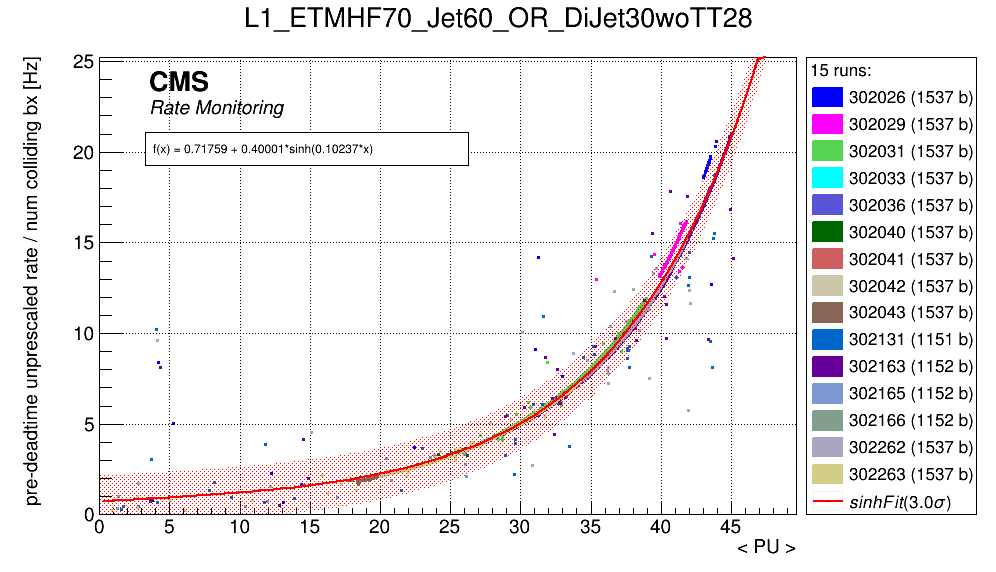 L1_ETMHF70_Jet60_OR_DiJet30woTT28
pre-deadtime unprescaled rate / num colliding bx [Hz]
25
20
15
10
5
0
CMS
Rate Monitoring
f(x) = 0.71759 + 0.40001*sinh(0.10237*x)
0 5 10 15 20 25 30 35 40 45
< PU >
15 runs:
302026 (1537 b)
302029 (1537 b)
302031 (1537 b)
302033 (1537 b)
302036 (1537 b)
302040 (1537 b)
302041 (1537 b)
302042 (1537 b)
302043 (1537 b)
302131 (1151 b)
302163 (1152 b)
302165 (1152 b)
302166 (1152 b)
302262 (1537 b)
302263 (1537 b)
sinhFit(3.0σ)